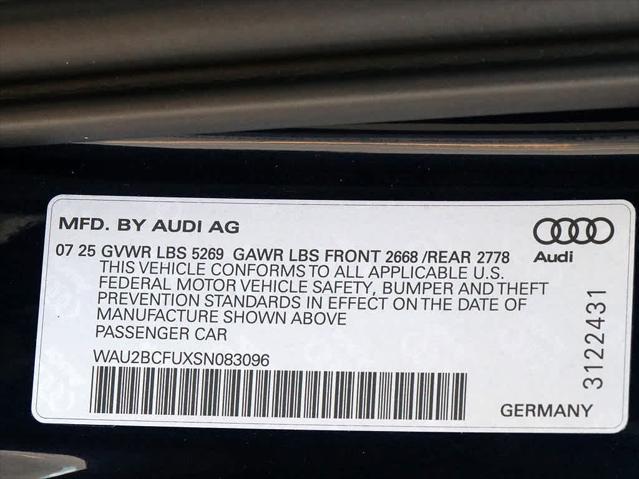 MFD. BY AUDI AG
07 25 GVWR LBS 5269 GAWR LBS FRONT 2668 /REAR 2778
Audi
THIS VEHICLE CONFORMS TO ALL APPLICABLE U.S.
FEDERAL MOTOR VEHICLE SAFETY, BUMPER AND THEFT
PREVENTION STANDARDS IN EFFECT ON THE DATE OF
MANUFACTURE SHOWN ABOVE
PASSENGER CAR
WAU2BCFUXSN083096
3122431
GERMANY